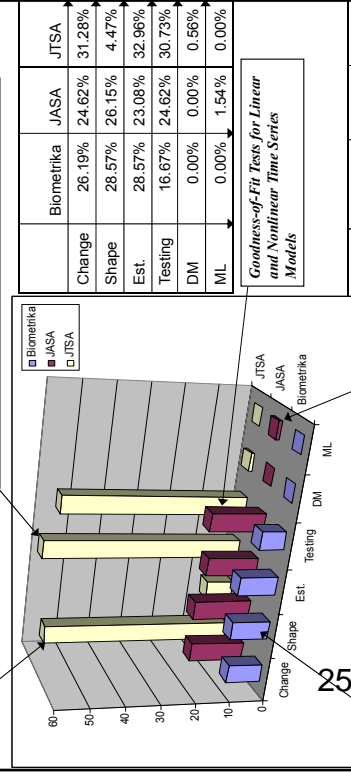 Biometrika JASA JTSA
Change 26.19% 24.62% 31.28%
Shape 28.57% 26.15% 4.47%
Est. 28.57% 23.08% 32.96%
Testing 16.67% 24.62% 30.73%
DM 0.00% 0.00% 0.56%
ML 0.00% 1.54% 0.00%
Goodness-of-Fit Tests for Linear
and Nonlinear Time Series
Models
Biometrika
JASA
JTSA
60
50
40
30
20
10
0
Change
Shape
Est.
Testing
DM
ML
JTSA
JASA
Biometrika
25